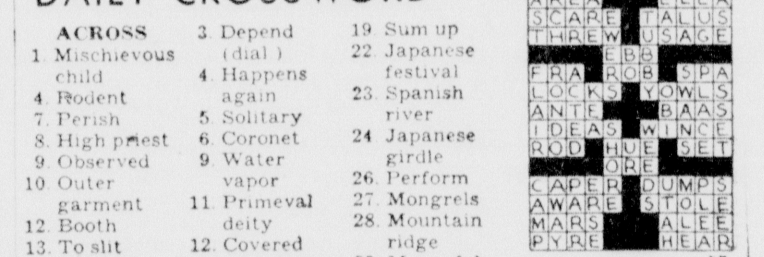 DAILY CROSSWORD
ACROSS
1. Mischievous
child
4. Rodent
7. Perish
8. High priest
9. Observed
10. Outer
garment
12. Booth
13. To slit
3. Depend
(dial )
4. Happens
again
5. Solitary
6. Coronet
9. Water
vapor
11. Primeval
deity
12. Covered
19. Sum up
22. Japanese
festival
23. Spanish
river
24 Japanese
girdle
26. Perform
27. Mongrels
28. Mountain
ridge
SCARE TALUS
THREW USAGE
EBB
FRA ROB SPA
LOCKS YOWLS
ANTE BAAS
IDEAS WINCE
ROD HUE SET
ORE
CAPER DUMPS
AWARE STOLE
MARS ALEE
PYRE HEAR